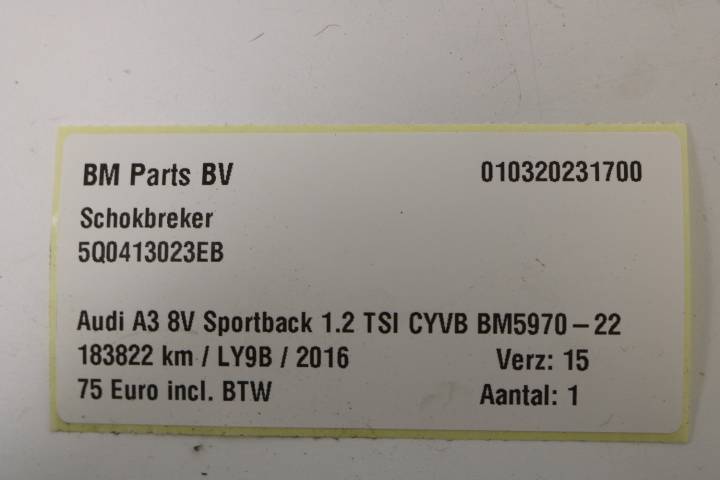 BM Parts BV 010320231700
Schokbreker
5Q0413023EB
Audi A3 8V Sportback 1.2 TSI CYVB BM5970-22
183822 km / LY9B / 2016 Verz: 15
75 Euro incl. BTW Aantal: 1